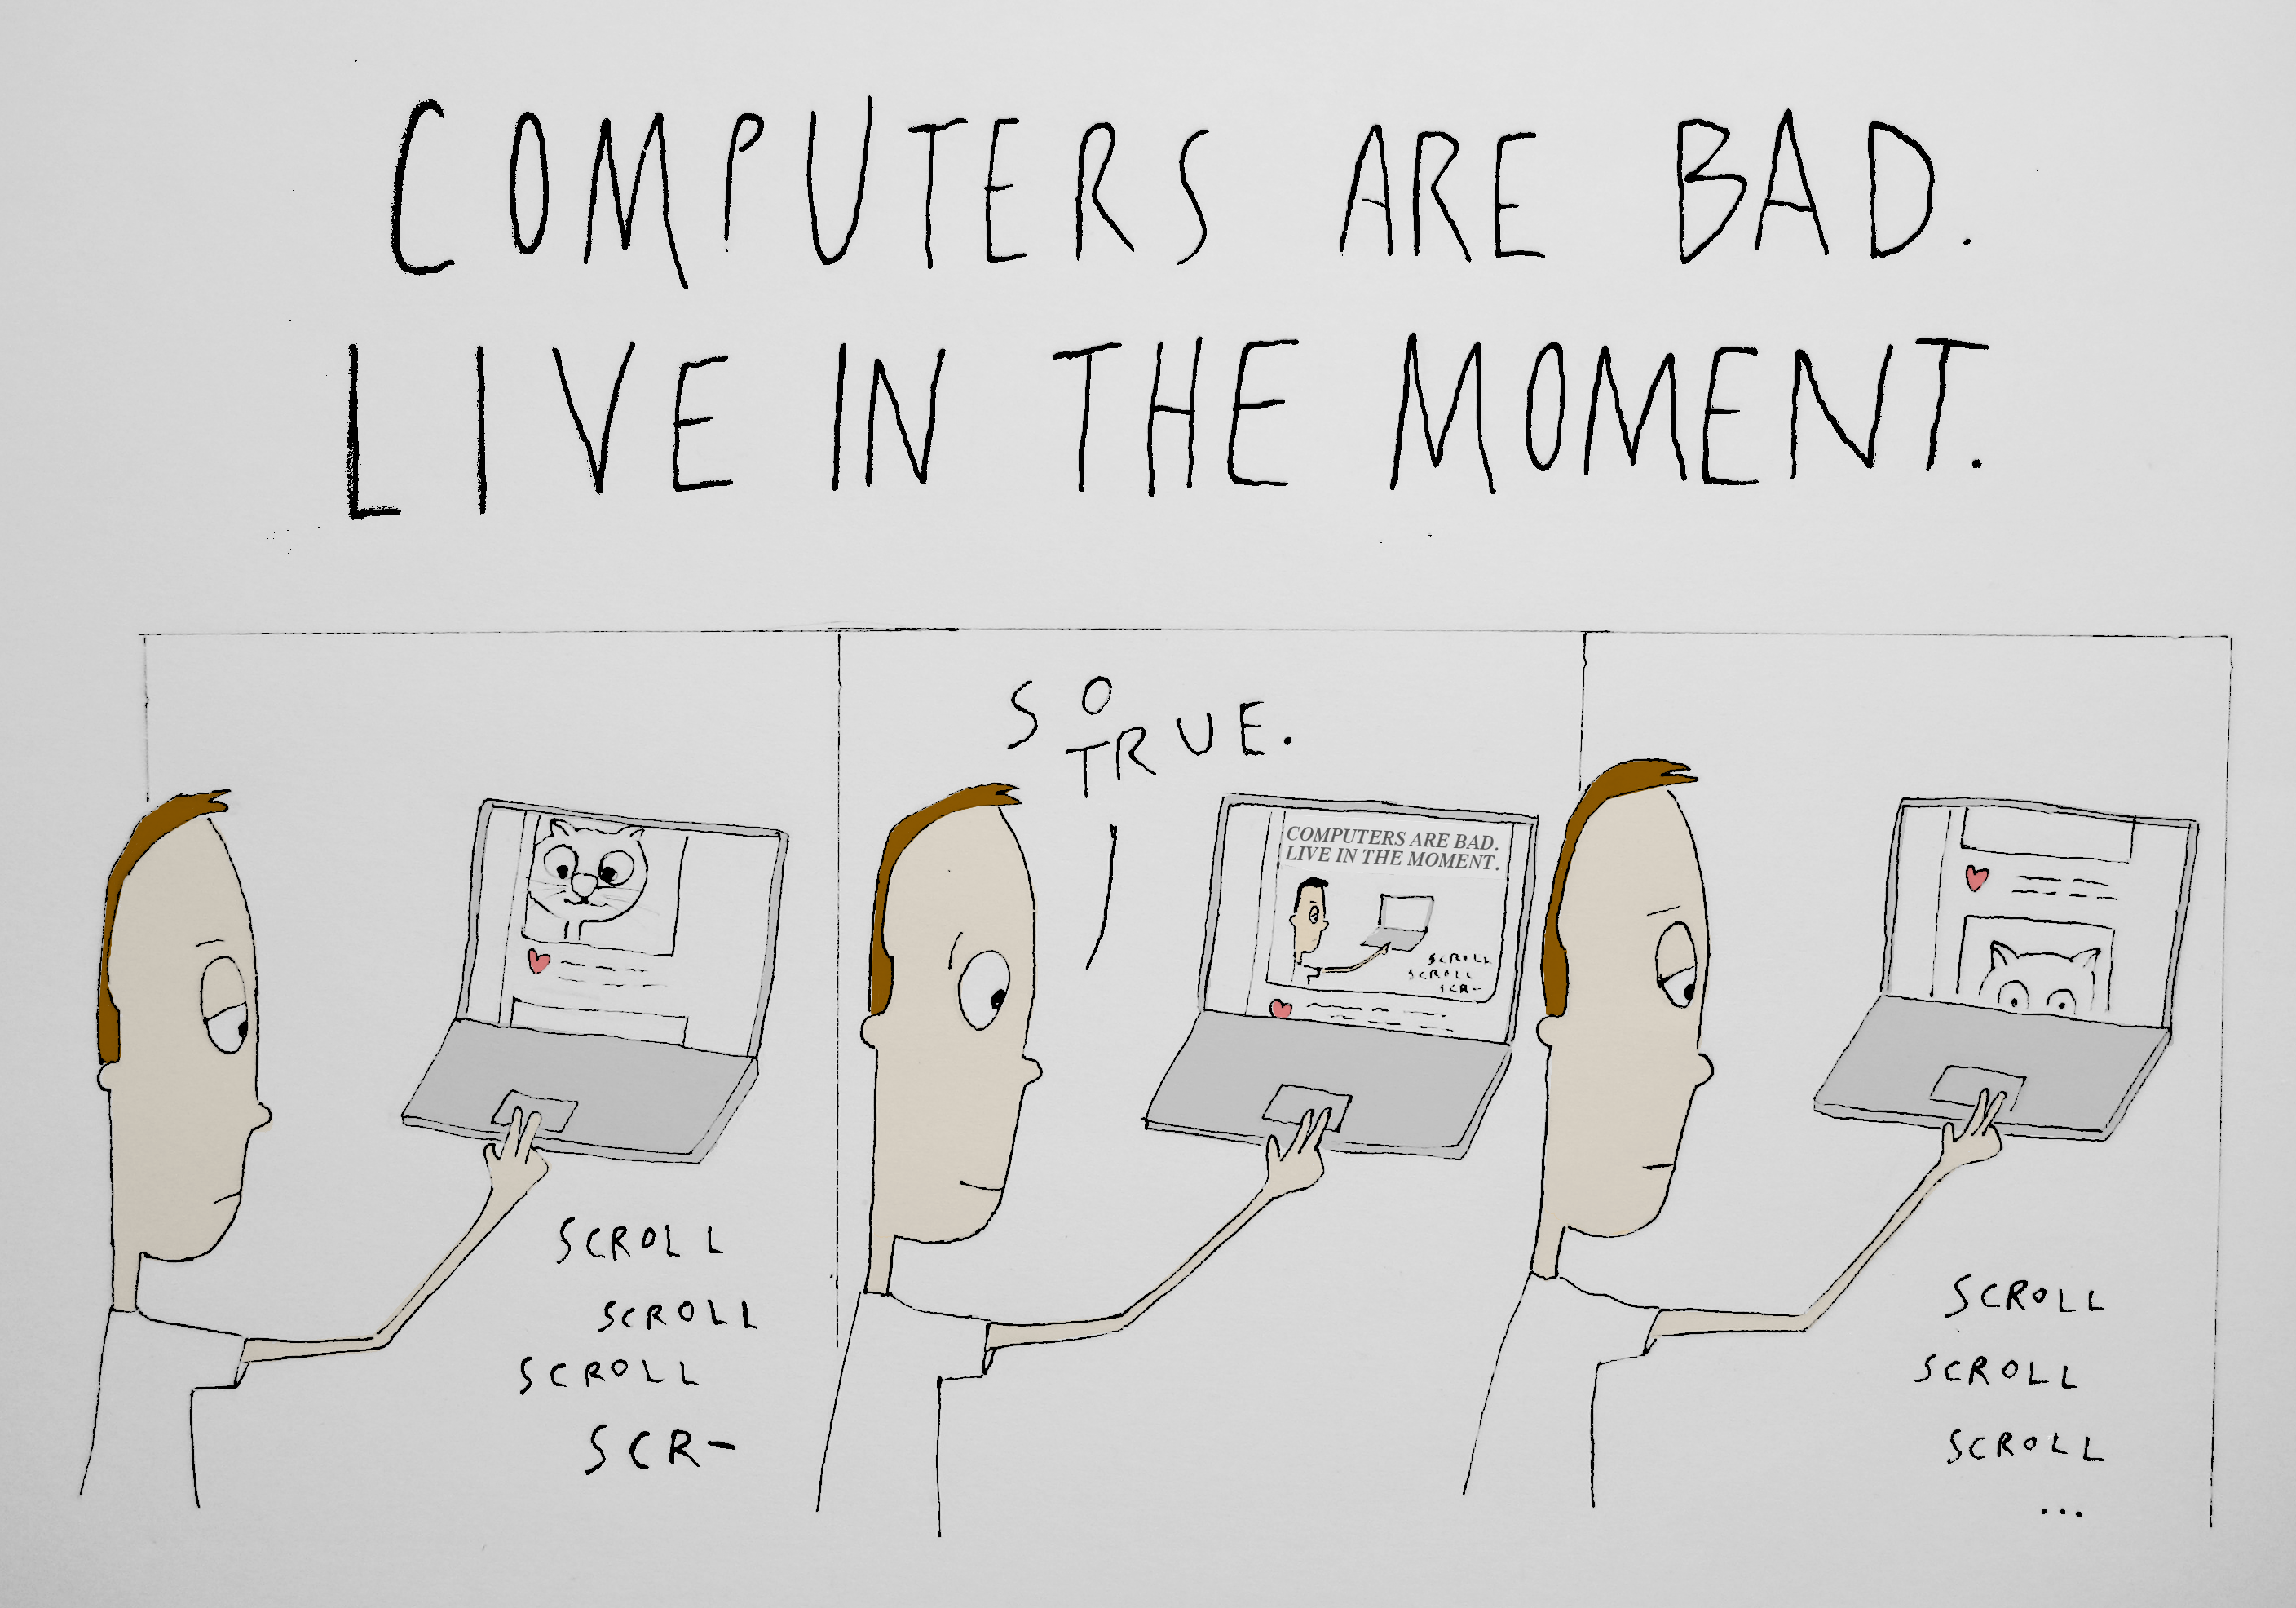 COMPUTERS ARE BAD.
LIVE IN THE MOMENT.
SCROLL
SCROLL
SCROLL
SCR-
SO
TRUE.
COMPUTERS ARE BAD.
LIVE IN THE MOMENT.
SCROLL
SCROLL
SCR-
SCROLL
SCROLL
SCROLL
...